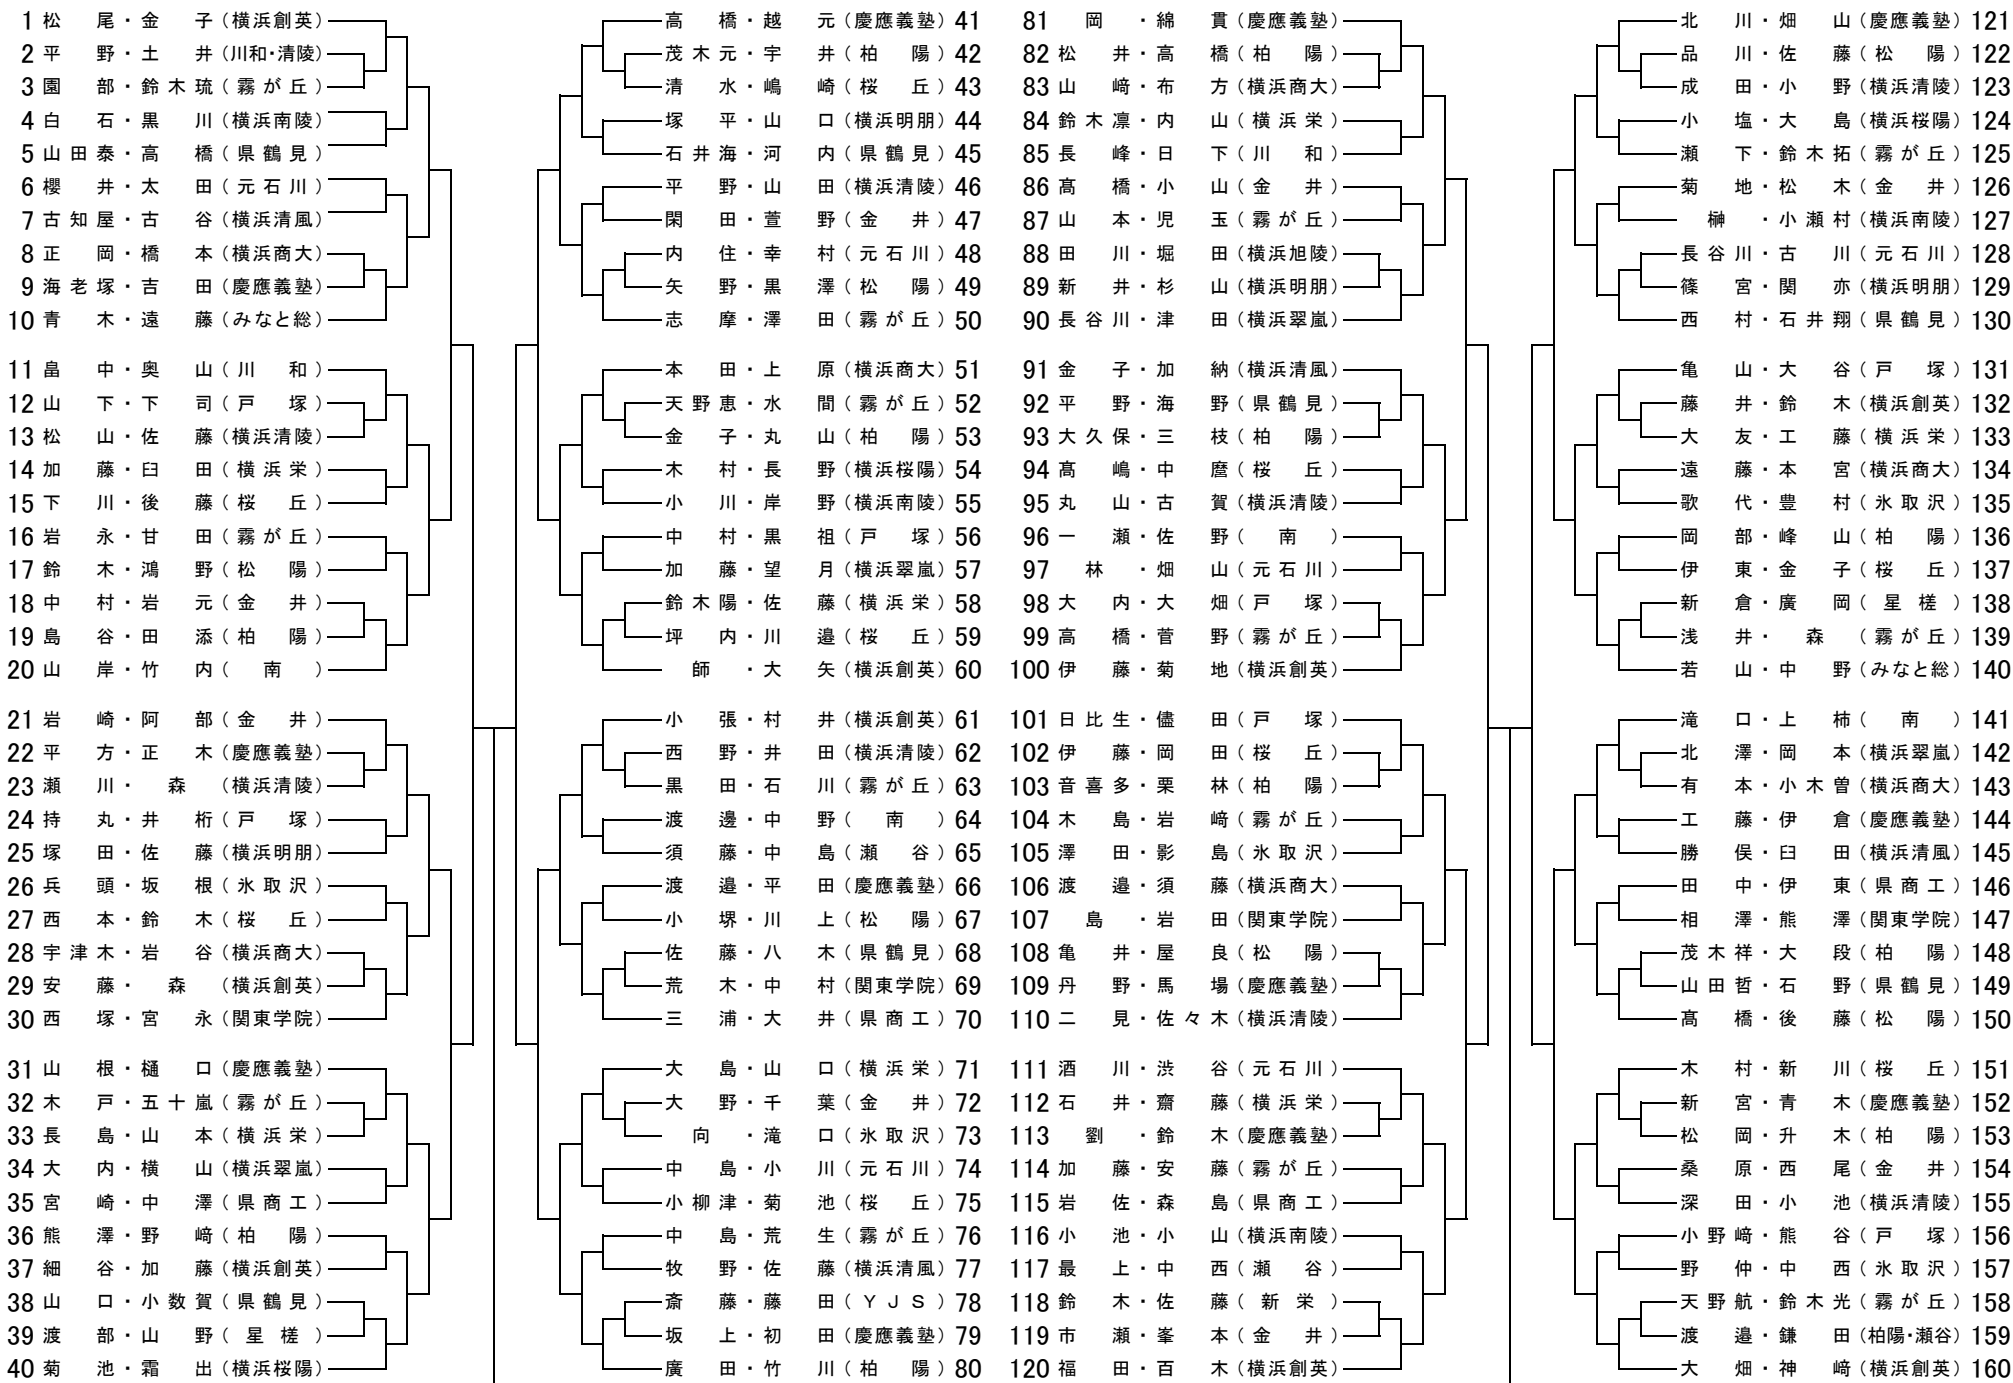 1 松尾・金子(横浜創英)
2 平野・土井(川和・清陵)
3 園部・鈴木琉(霧が丘)
4 白石・黒川(横浜南陵)
5 山田泰・高橋(県鶴見)
6 櫻井・太田(元石川)
7 古知屋・古谷(横浜清風)
8 正岡・橋本(横浜商大)
9 海老塚・吉田(慶應義塾)
10 青木・遠藤(みなと総)
11 畠中・奥山(川和)
12 山下・下司(戸塚)
13 松山・佐藤(横浜清陵)
14 加藤・臼田(横浜栄)
15 下川・後藤(桜丘)
16 岩永・甘田(霧が丘)
17 鈴木・鴻野(松陽)
18 中村・岩元(金井)
19 島谷・田添(柏陽)
20 山岸・竹内(南)
21 岩崎・阿部(金井)
22 平方・正木(慶應義塾)
23 瀬川・森(横浜清陵)
24 持丸・井桁(戸塚)
25 塚田・佐藤(横浜明朋)
26 兵頭・坂根(氷取沢)
27 西本・鈴木(桜丘)
28 宇津木・岩谷(横浜商大)
29 安藤・森(横浜創英)
30 西塚・宮永(関東学院)
31 山根・樋口(慶應義塾)
32 木戸・五十嵐(霧が丘)
33 長島・山本(横浜栄)
34 大内・横山(横浜翠嵐)
35 宮崎・中澤(県商工)
36 熊澤・野﨑(柏陽)
37 細谷・加藤(横浜創英)
38 山口・小数賀(県鶴見)
39 渡部・山野(星槎)
40 菊池・霜出(横浜桜陽)
高橋・越元(慶應義塾) 41
茂木元・宇井(柏陽) 42
清水・嶋崎(桜丘) 43
塚平・山口(横浜明朋) 44
石井海・河内(県鶴見) 45
平野・山田(横浜清陵) 46
閑田・萱野(金井) 47
内住・幸村(元石川) 48
矢野・黒澤(松陽) 49
志摩・澤田(霧が丘) 50
本田・上原(横浜商大) 51
天野恵・水間(霧が丘) 52
金子・丸山(柏陽) 53
木村・長野(横浜桜陽) 54
小川・岸野(横浜南陵) 55
中村・黒祖(戸塚) 56
加藤・望月(横浜翠嵐) 57
鈴木陽・佐藤(横浜栄) 58
坪内・川邉(桜丘) 59
師・大矢(横浜創英) 60
小張・村井(横浜創英) 61
西野・井田(横浜清陵) 62
黒田・石川(霧が丘) 63
渡邊・中野(南) 64
須藤・中島(瀬谷) 65
渡邉・平田(慶應義塾) 66
小堺・川上(松陽) 67
佐藤・八木(県鶴見) 68
荒木・中村(関東学院) 69
三浦・大井(県商工) 70
大島・山口(横浜栄) 71
大野・千葉(金井) 72
向・滝口(氷取沢) 73
中島・小川(元石川) 74
小柳津・菊池(桜丘) 75
中島・荒生(霧が丘) 76
牧野・佐藤(横浜清風) 77
斎藤・藤田(YJS) 78
坂上・初田(慶應義塾) 79
廣田・竹川(柏陽) 80
81 岡・綿貫(慶應義塾)
82 松井・高橋(柏陽)
83 山﨑・布方(横浜商大)
84 鈴木凛・内山(横浜栄)
85 長峰・日下(川和)
86 髙橋・小山(金井)
87 山本・児玉(霧が丘)
88 田川・堀田(横浜旭陵)
89 新井・杉山(横浜明朋)
90 長谷川・津田(横浜翠嵐)
91 金子・加納(横浜清風)
92 平野・海野(県鶴見)
93 大久保・三枝(柏陽)
94 髙嶋・中麿(桜丘)
95 丸山・古賀(横浜清陵)
96 一瀬・佐野(南)
97 林・畑山(元石川)
98 大内・大畑(戸塚)
99 高橋・菅野(霧が丘)
100 伊藤・菊地(横浜創英)
101 日比生・儘田(戸塚)
102 伊藤・岡田(桜丘)
103 音喜多・栗林(柏陽)
104 木島・岩﨑(霧が丘)
105 澤田・影島(氷取沢)
106 渡邉・須藤(横浜商大)
107 島・岩田(関東学院)
108 亀井・屋良(松陽)
109 丹野・馬場(慶應義塾)
110 二見・佐々木(横浜清陵)
111 酒川・渋谷(元石川)
112 石井・齋藤(横浜栄)
113 劉・鈴木(慶應義塾)
114 加藤・安藤(霧が丘)
115 岩佐・森島(県商工)
116 小池・小山(横浜南陵)
117 最上・中西(瀬谷)
118 鈴木・佐藤(新栄)
119 市瀬・峯本(金井)
120 福田・百木(横浜創英)
北川・畑山(慶應義塾) 121
品川・佐藤(松陽) 122
成田・小野(横浜清陵) 123
小塩・大島(横浜桜陽) 124
瀬下・鈴木拓(霧が丘) 125
菊地・松木(金井) 126
榊・小瀬村(横浜南陵) 127
長谷川・古川(元石川) 128
篠宮・関亦(横浜明朋) 129
西村・石井翔(県鶴見) 130
亀山・大谷(戸塚) 131
藤井・鈴木(横浜創英) 132
大友・工藤(横浜栄) 133
遠藤・本宮(横浜商大) 134
歌代・豊村(氷取沢) 135
岡部・峰山(柏陽) 136
伊東・金子(桜丘) 137
新倉・廣岡(星槎) 138
浅井・森(霧が丘) 139
若山・中野(みなと総) 140
滝口・上柿(南) 141
北澤・岡本(横浜翠嵐) 142
有本・小木曽(横浜商大) 143
工藤・伊倉(慶應義塾) 144
勝俣・臼田(横浜清風) 145
田中・伊東(県商工) 146
相澤・熊澤(関東学院) 147
茂木祥・大段(柏陽) 148
山田哲・石野(県鶴見) 149
髙橋・後藤(松陽) 150
木村・新川(桜丘) 151
新宮・青木(慶應義塾) 152
松岡・升木(柏陽) 153
桑原・西尾(金井) 154
深田・小池(横浜清陵) 155
小野﨑・熊谷(戸塚) 156
野仲・中西(氷取沢) 157
天野航・鈴木光(霧が丘) 158
渡邉・鎌田(柏陽・瀬谷) 159
大畑・神﨑(横浜創英) 160